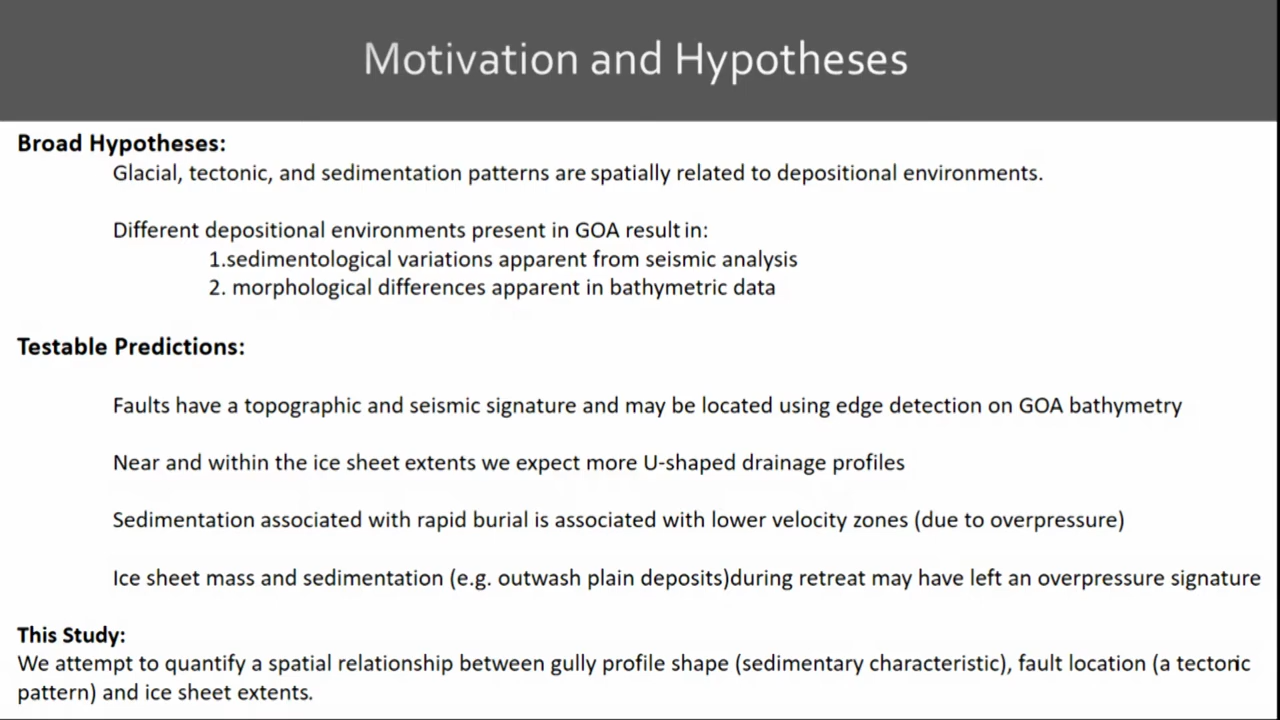 Motivation and Hypotheses
Broad Hypotheses:
Glacial, tectonic, and sedimentation patterns are spatially related to depositional environments.
Different depositional environments present in GOA result in:
1.sedimentological variations apparent from seismic analysis
2. morphological differences apparent in bathymetric data
Testable Predictions:
Faults have a topographic and seismic signature and may be located using edge detection on GOA bathymetry
Near and within the ice sheet extents we expect more U-shaped drainage profiles
Sedimentation associated with rapid burial is associated with lower velocity zones (due to overpressure)
Ice sheet mass and sedimentation (e.g. outwash plain deposits)during retreat may have left an overpressure signature
This Study:
We attempt to quantify a spatial relationship between gully profile shape (sedimentary characteristic), fault location (a tectonic
pattern) and ice sheet extents.